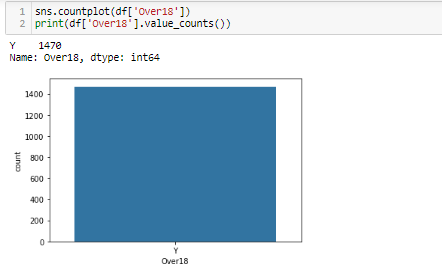 1 sns.countplot(df['Over18'])
2 print(df['Over18'].value_counts())
Y    1470
Name: Over18, dtype: int64
1400
1200
1000
800
600
400
200
0
count
Y
Over18